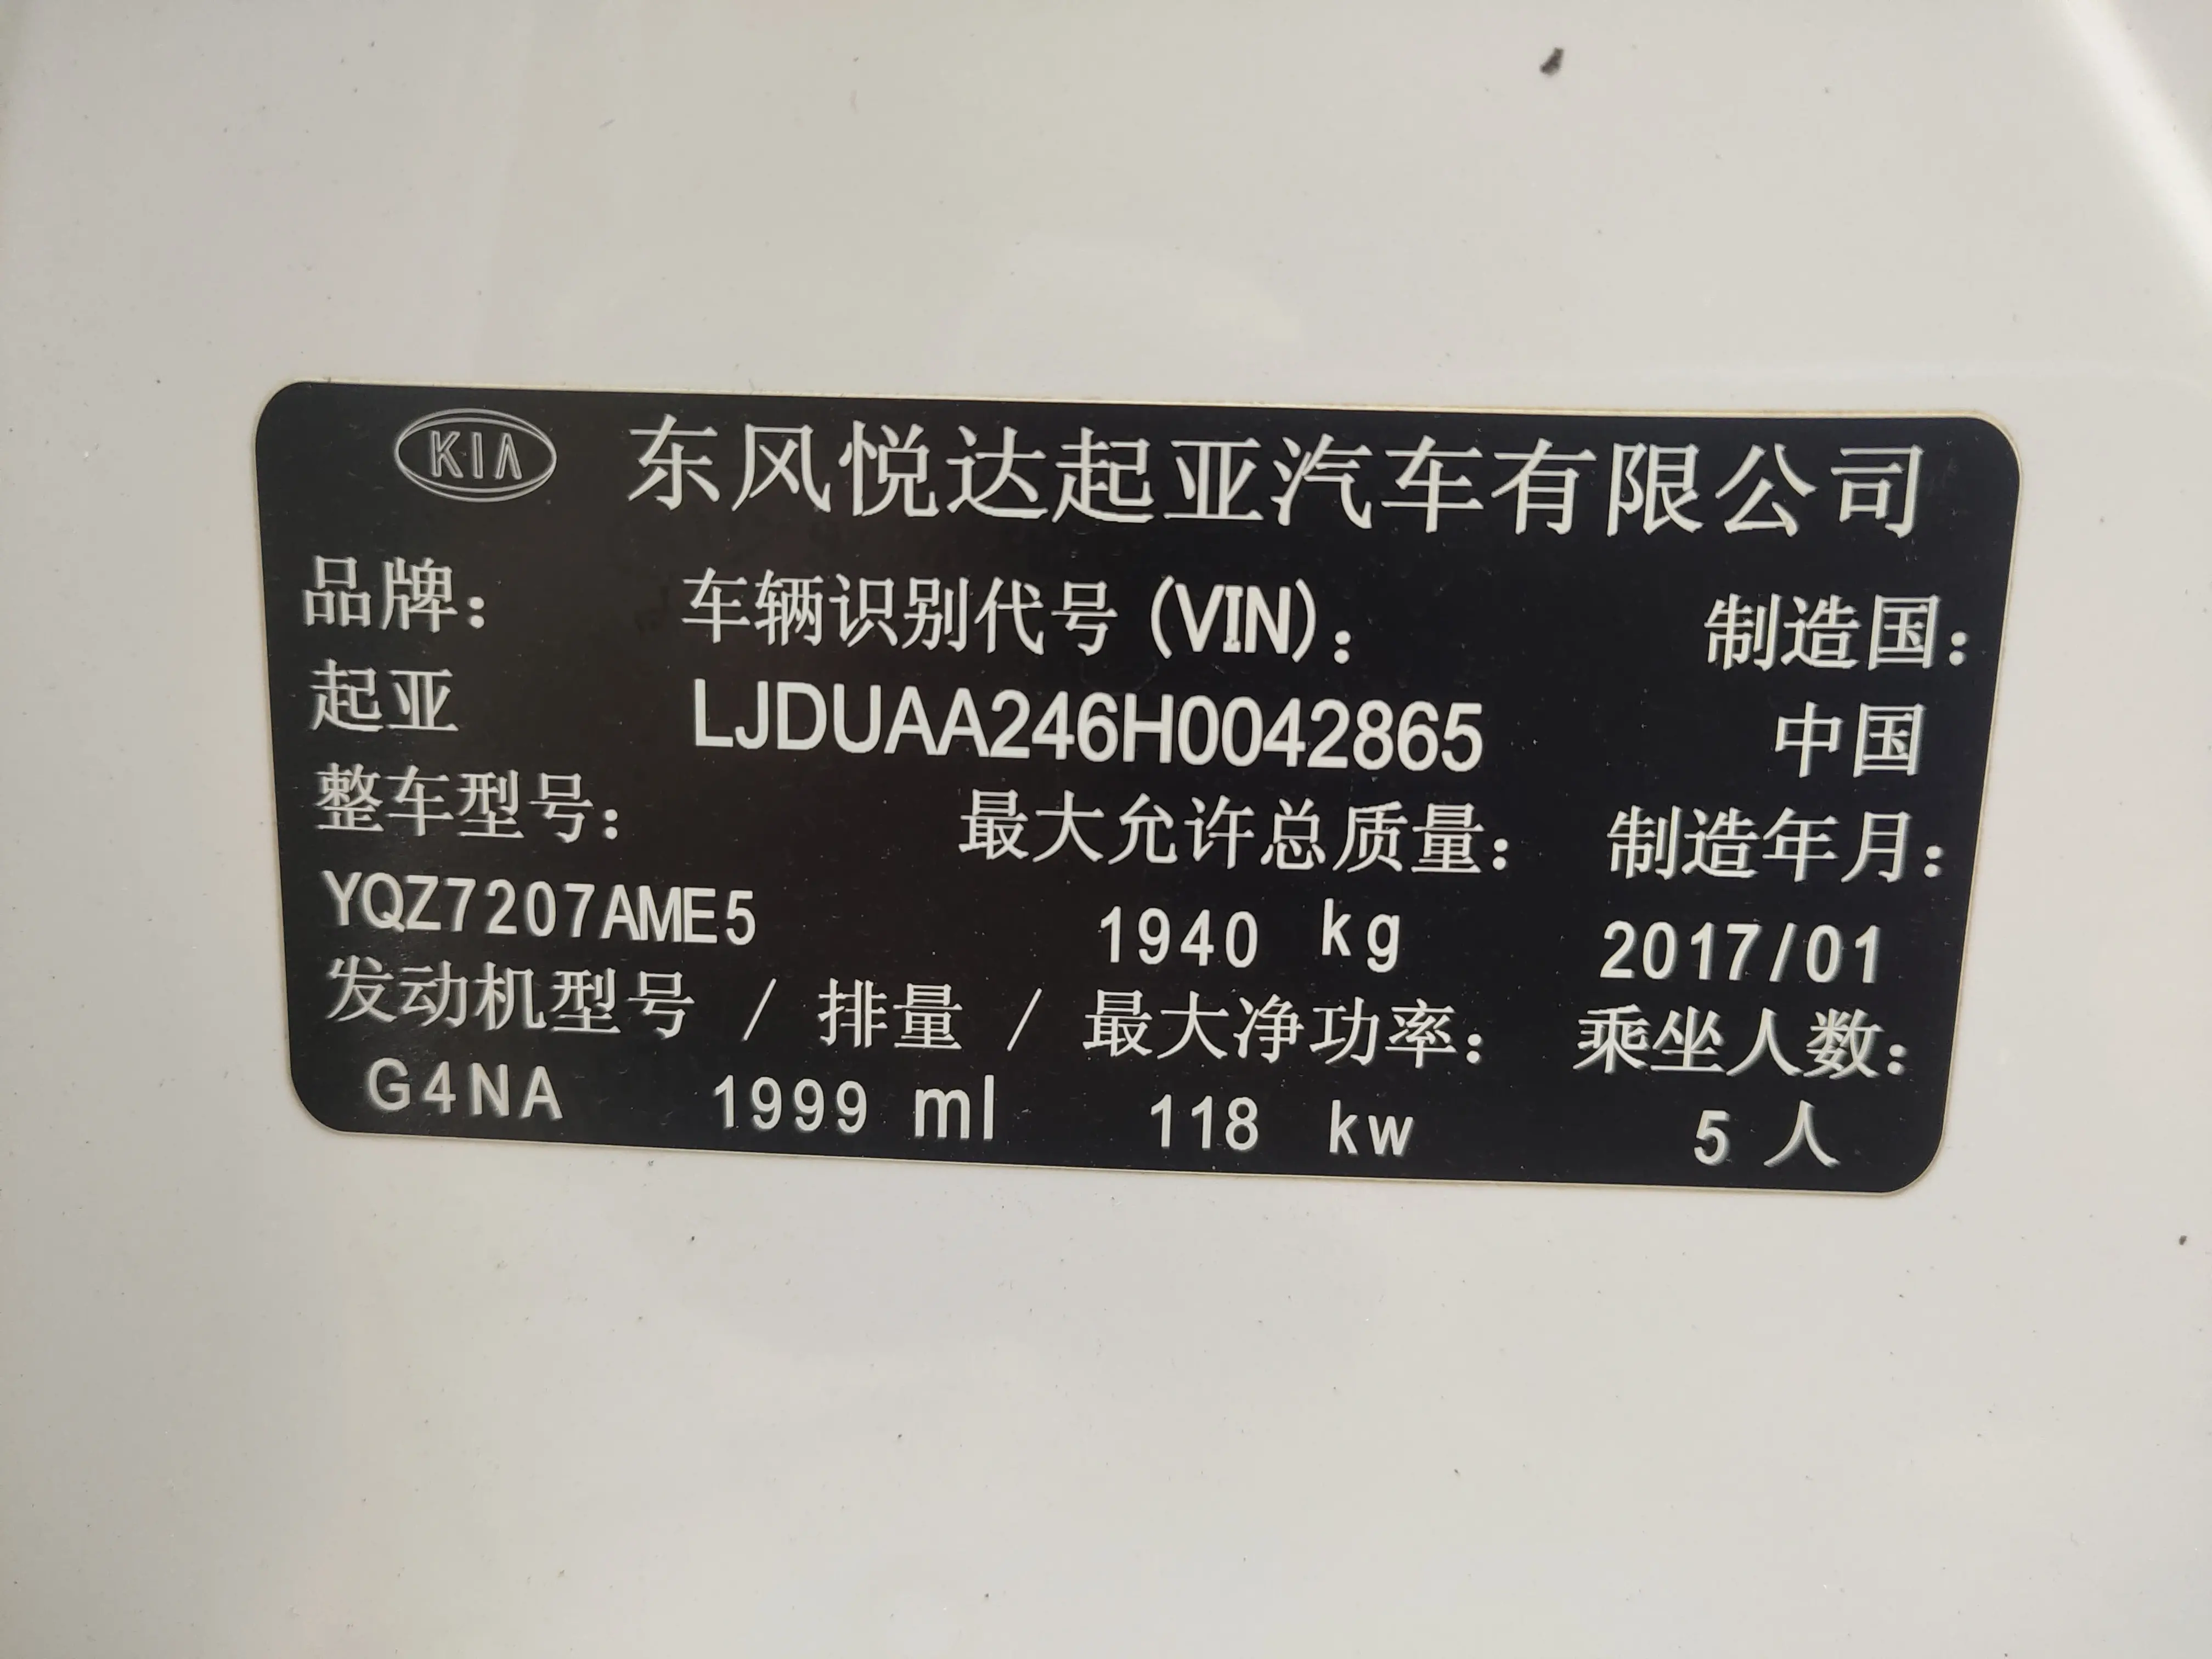 KIA 东风悦达起亚汽车有限公司
品牌： 车辆识别代号 (VIN)： 制造国：
起亚 LJDUAA246H0042865 中国
整车型号： 最大允许总质量： 制造年月：
YQZ7207AME5 1940 kg 2017/01
发动机型号 / 排量 / 最大净功率： 乘坐人数：
G4NA 1999 ml 118 kw 5 人